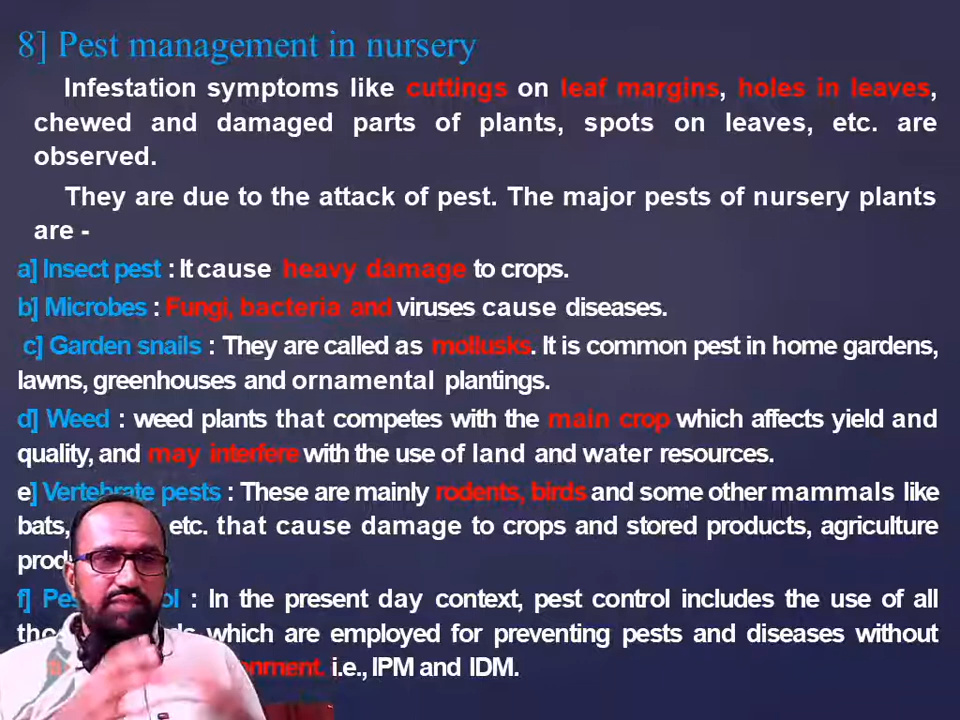 8] Pest management in nursery
Infestation symptoms like cuttings on leaf margins, holes in leaves,
chewed and damaged parts of plants, spots on leaves, etc. are
observed.
They are due to the attack of pest. The major pests of nursery plants
are -
a] Insect pest : It cause heavy damage to crops.
b] Microbes : Fungi, bacteria and viruses cause diseases.
c] Garden snails : They are called as mollusks. It is common pest in home gardens,
lawns, greenhouses and ornamental plantings.
d] Weed : weed plants that competes with the main crop which affects yield and
quality, and may interfere with the use of land and water resources.
e] Vertebrate pests : These are mainly rodents, birds and some other mammals like
bats, etc. that cause damage to crops and stored products, agriculture
f] : In the present day context, pest control includes the use of all
which are employed for preventing pests and diseases without
i.e., IPM and IDM.